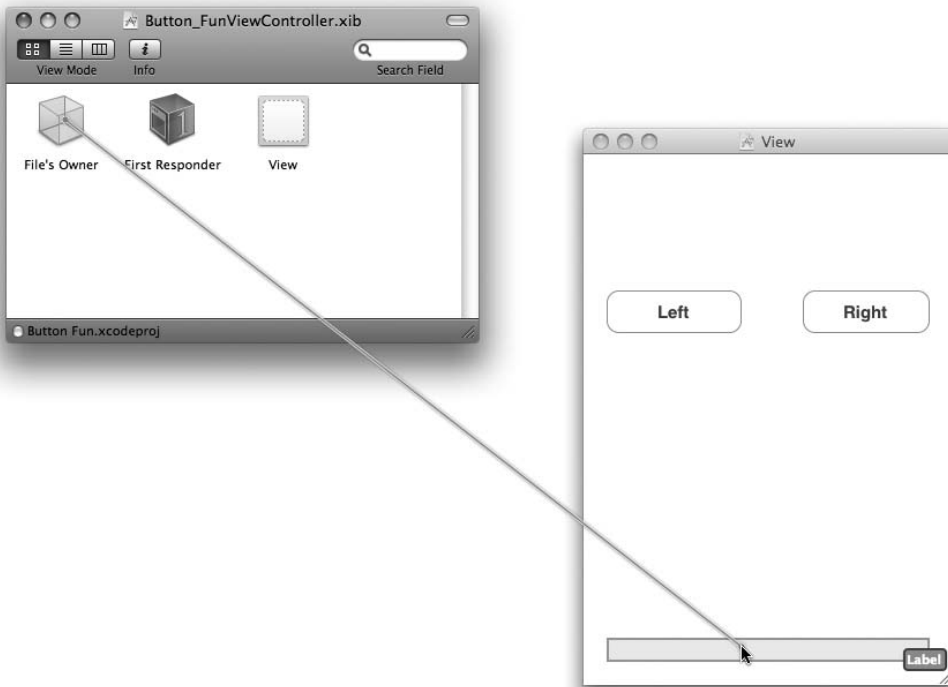 Button_FunViewController.xib
View Mode
Info
Search Field
File's Owner
First Responder
1
View
Button Fun.xcodeproj
View
Left
Right
Label